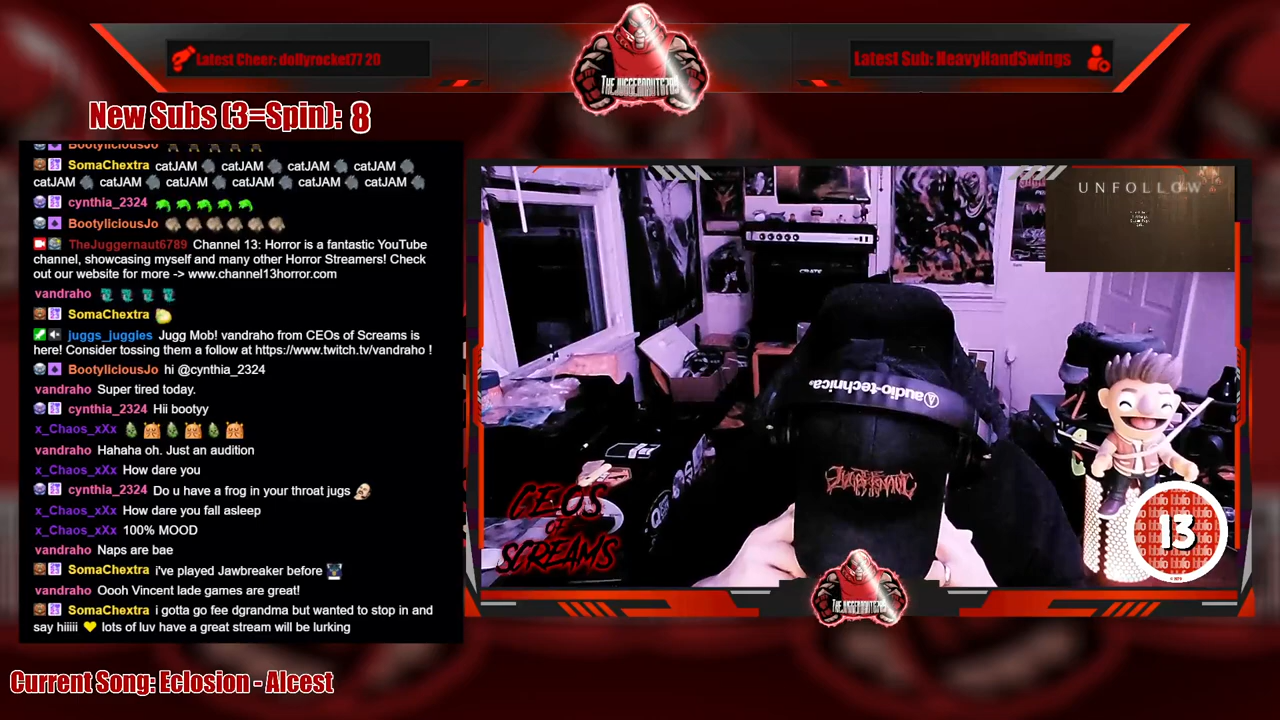 Latest Cheer: dollyrocket77 20
THEJUGGERNAUT6789
Latest Sub: HeavyHandSwings
New Subs (3=Spin): 8
BootyliciousJo
SomaChextra catJAM catJAM catJAM catJAM
catJAM catJAM catJAM catJAM catJAM catJAM
cynthia_2324
BootyliciousJo
TheJuggernaut6789 Channel 13: Horror is a fantastic YouTube
channel, showcasing myself and many other Horror Streamers! Check
out our website for more -> www.channel13horror.com
vandraho
SomaChextra
juggs_juggies Jugg Mob! vandraho from CEOs of Screams is
here! Consider tossing them a follow at https://www.twitch.tv/vandraho !
BootyliciousJo hi @cynthia_2324
vandraho Super tired today.
cynthia_2324 Hii bootyy
x_Chaos_xXx
vandraho Hahaha oh. Just an audition
x_Chaos_xXx How dare you
cynthia_2324 Do u have a frog in your throat jugs
x_Chaos_xXx How dare you fall asleep
x_Chaos_xXx 100% MOOD
vandraho Naps are bae
SomaChextra i've played Jawbreaker before
vandraho Oooh Vincent lade games are great!
SomaChextra i gotta go fee dgrandma but wanted to stop in and
say hiiiii lots of luv have a great stream will be lurking
UNFOLLOW
CRATE
audio-technica
JUGGERNAUT
CEOS
OF
SCREAMS
13
THEJUGGERNAUT6789
Current Song: Eclosion - Alcest